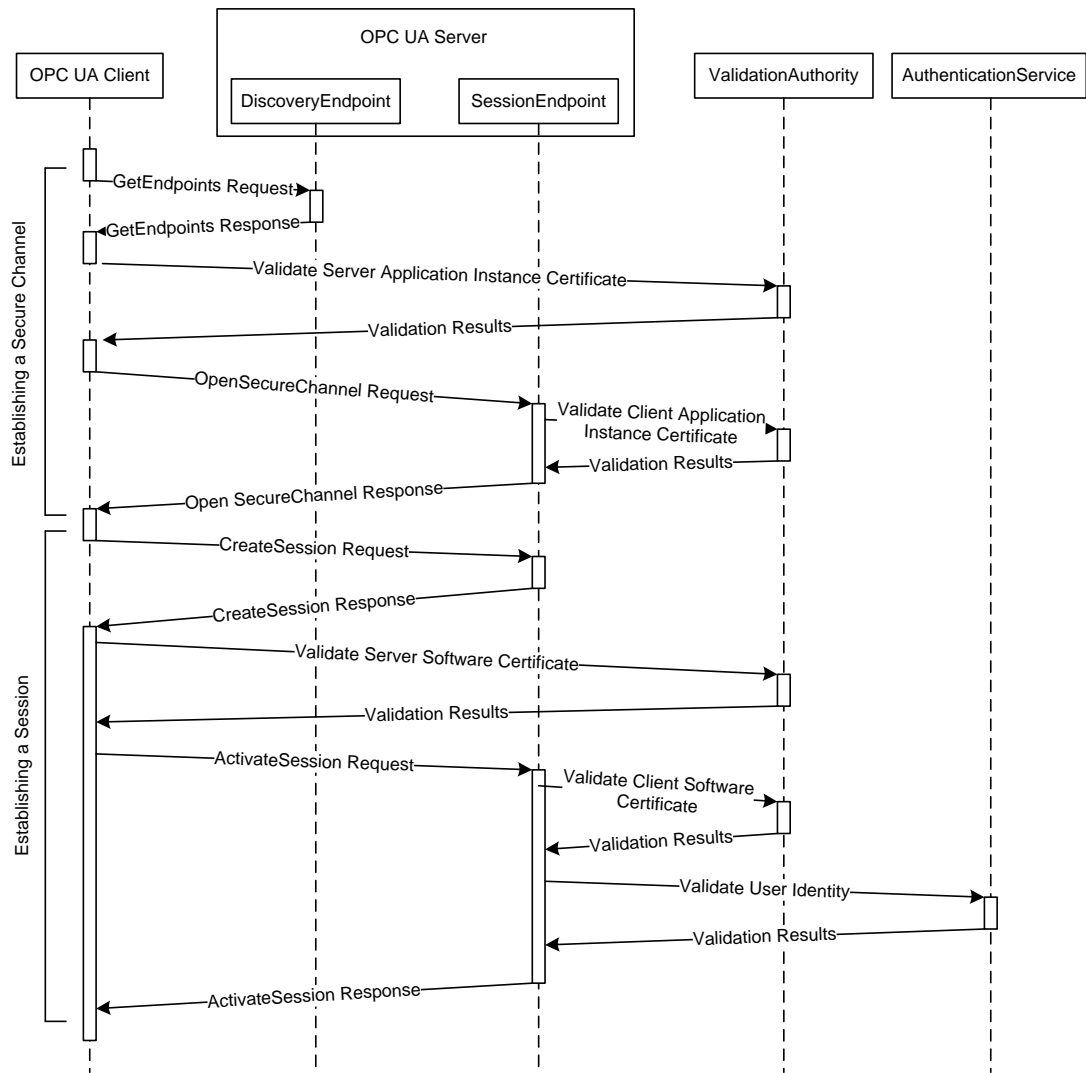 OPC UA Server
OPC UA Client
ValidationAuthority
AuthenticationService
DiscoveryEndpoint
SessionEndpoint
Establishing a Secure Channel
GetEndpoints Request
GetEndpoints Response
Validate Server Application Instance Certificate
Validation Results
OpenSecureChannel Request
Validate Client Application
Instance Certificate
Validation Results
Open SecureChannel Response
Establishing a Session
CreateSession Request
CreateSession Response
Validate Server Software Certificate
Validation Results
ActivateSession Request
Validate Client Software
Certificate
Validation Results
Validate User Identity
Validation Results
ActivateSession Response